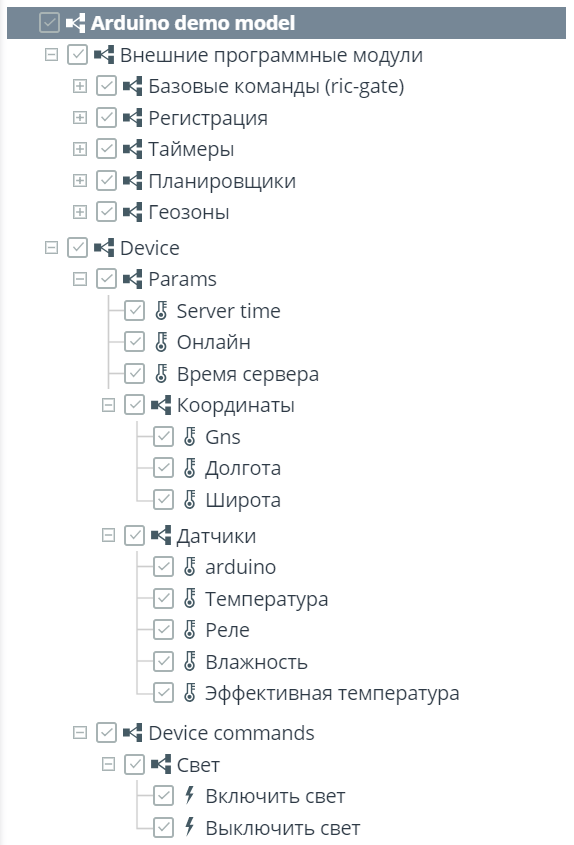 Arduino demo model
Внешние программные модули
Базовые команды (ric-gate)
Регистрация
Таймеры
Планировщики
Геозоны
Device
Params
Server time
Онлайн
Время сервера
Координаты
Gns
Долгота
Широта
Датчики
arduino
Температура
Реле
Влажность
Эффективная температура
Device commands
Свет
Включить свет
Выключить свет